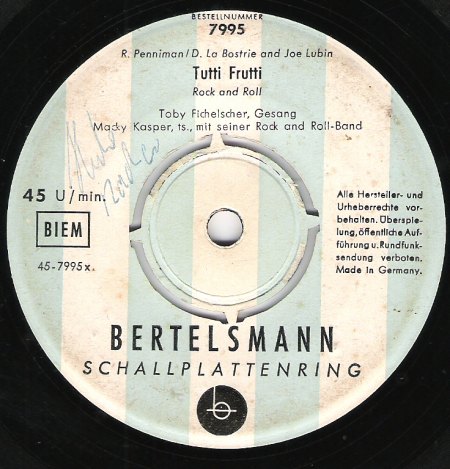 BESTELLNUMMER
7995
R. Penniman/D. La Bostrie and Joe Lubin
Tutti Frutti
Rock and Roll
Toby Fichelscher, Gesang
Macky Kasper, ts., mit seiner Rock and Roll-Band
45 U/min.
BIEM
45-7995x
Alle Hersteller- und
Urheberrechte vor-
behalten. Überspie-
lung, öffentliche Auf-
führung u. Rundfunk-
sendung verboten.
Made in Germany.
BERTELSMANN
SCHALLPLATTENRING